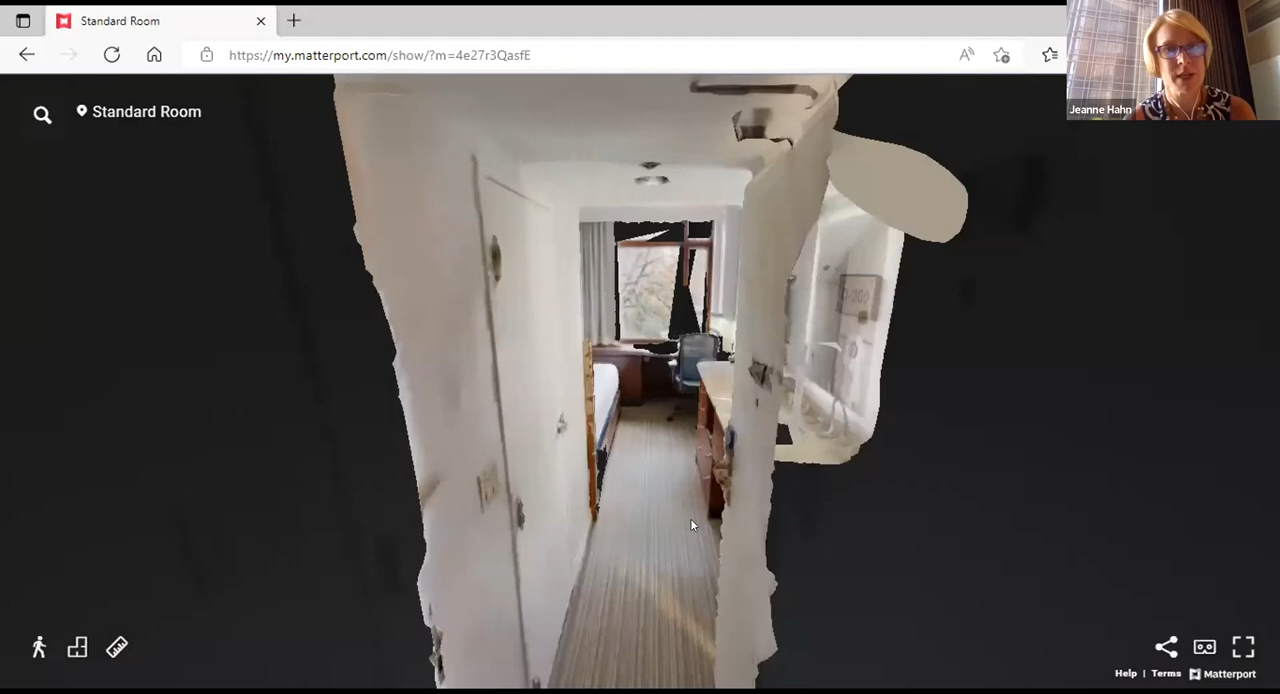 Standard Room
https://my.matterport.com/show/?m=4e27r3QasfE
Jeanne Hahn
Standard Room
Help | Terms Matterport